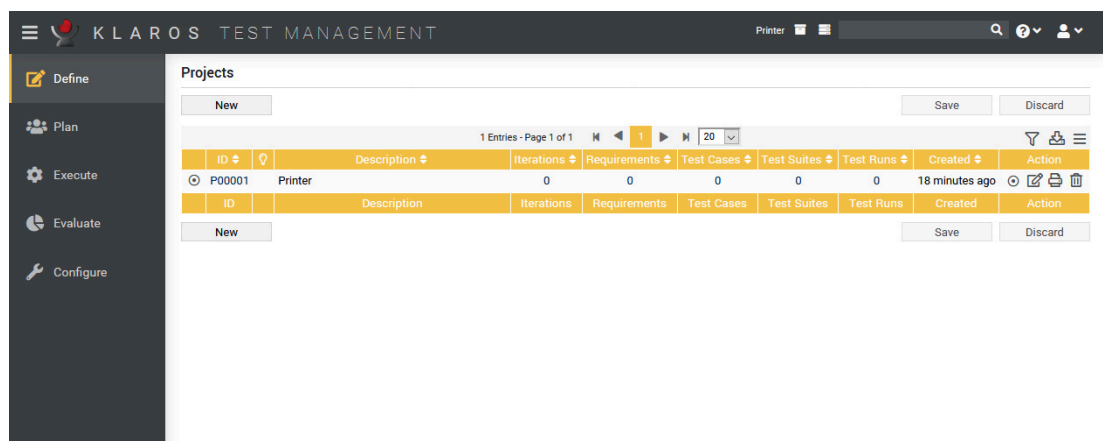 KLAROS TEST MANAGEMENT Printer
Define
Plan
Execute
Evaluate
Configure
Projects
New Save Discard
1 Entries - Page 1 of 1 1 20
ID Description Iterations Requirements Test Cases Test Suites Test Runs Created Action
P00001 Printer 0 0 0 0 0 18 minutes ago
ID Description Iterations Requirements Test Cases Test Suites Test Runs Created Action
New Save Discard